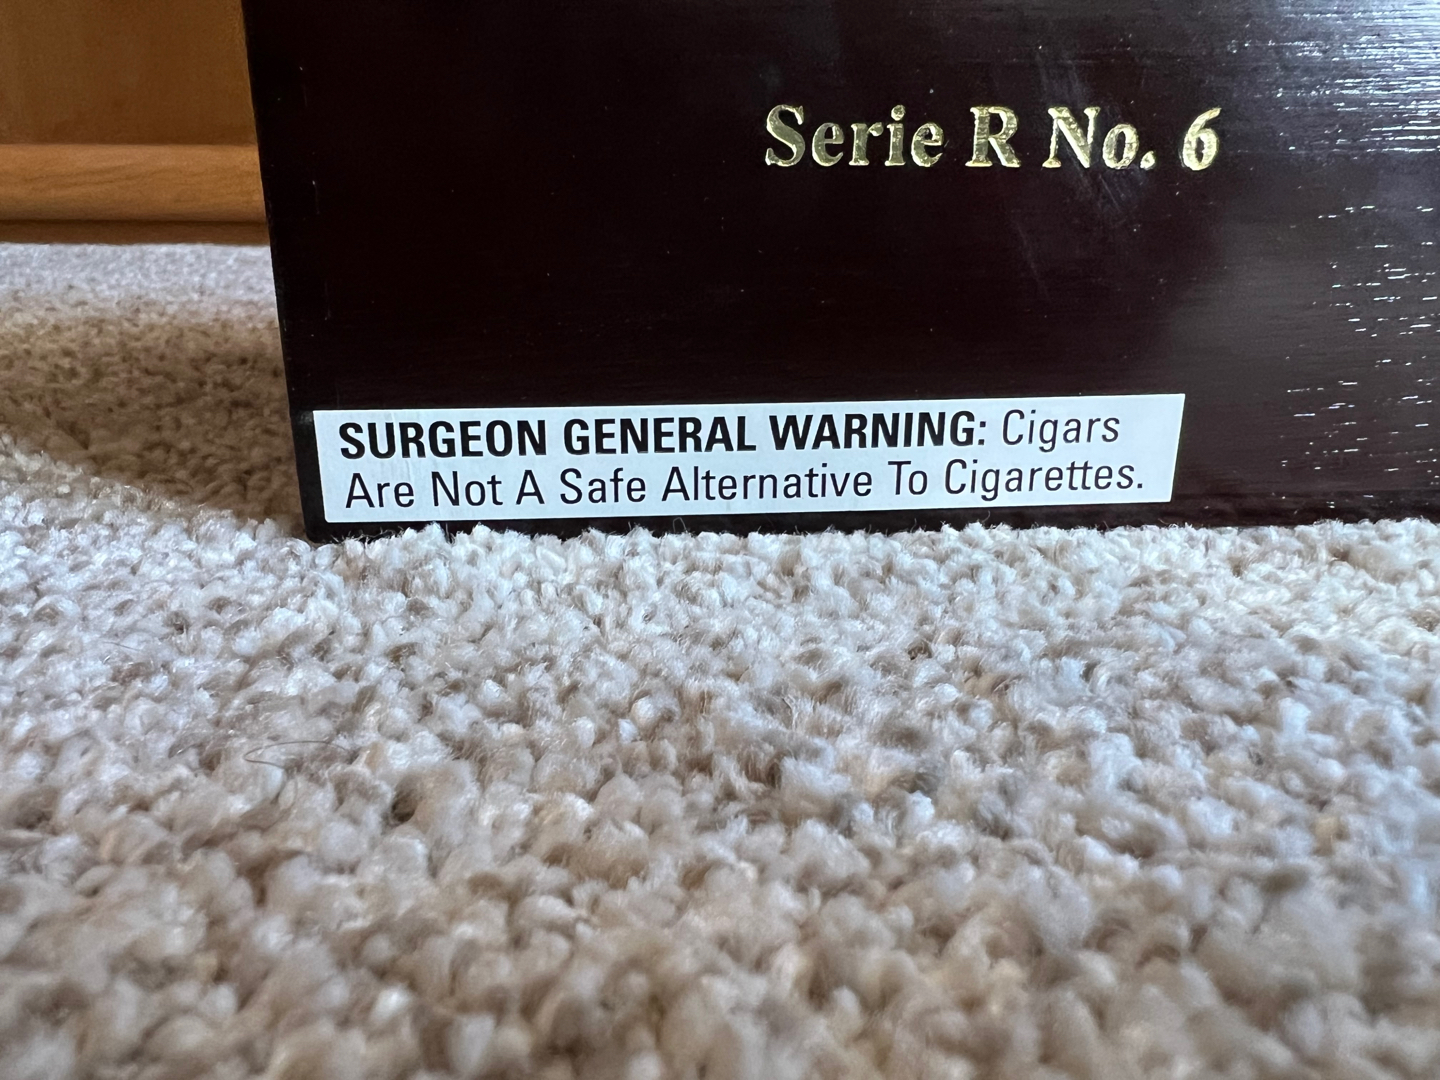 Serie R No. 6
SURGEON GENERAL WARNING: Cigars
Are Not A Safe Alternative To Cigarettes.